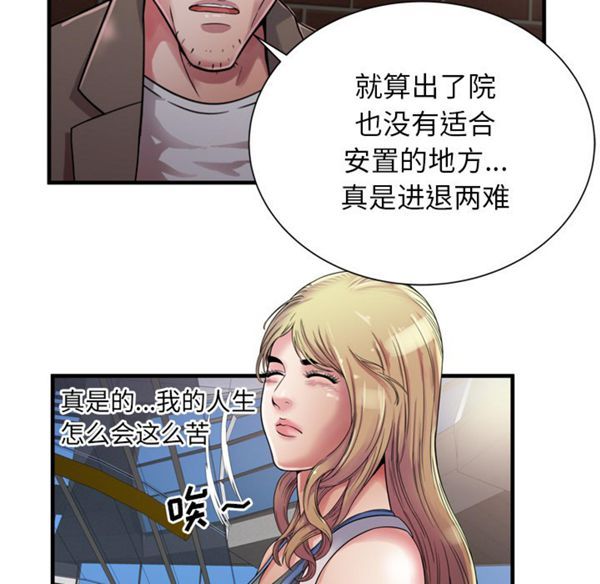 就算出了院
也没有适合
安置的地方...
真是进退两难
真是的...我的人生
怎么会这么苦
唉~